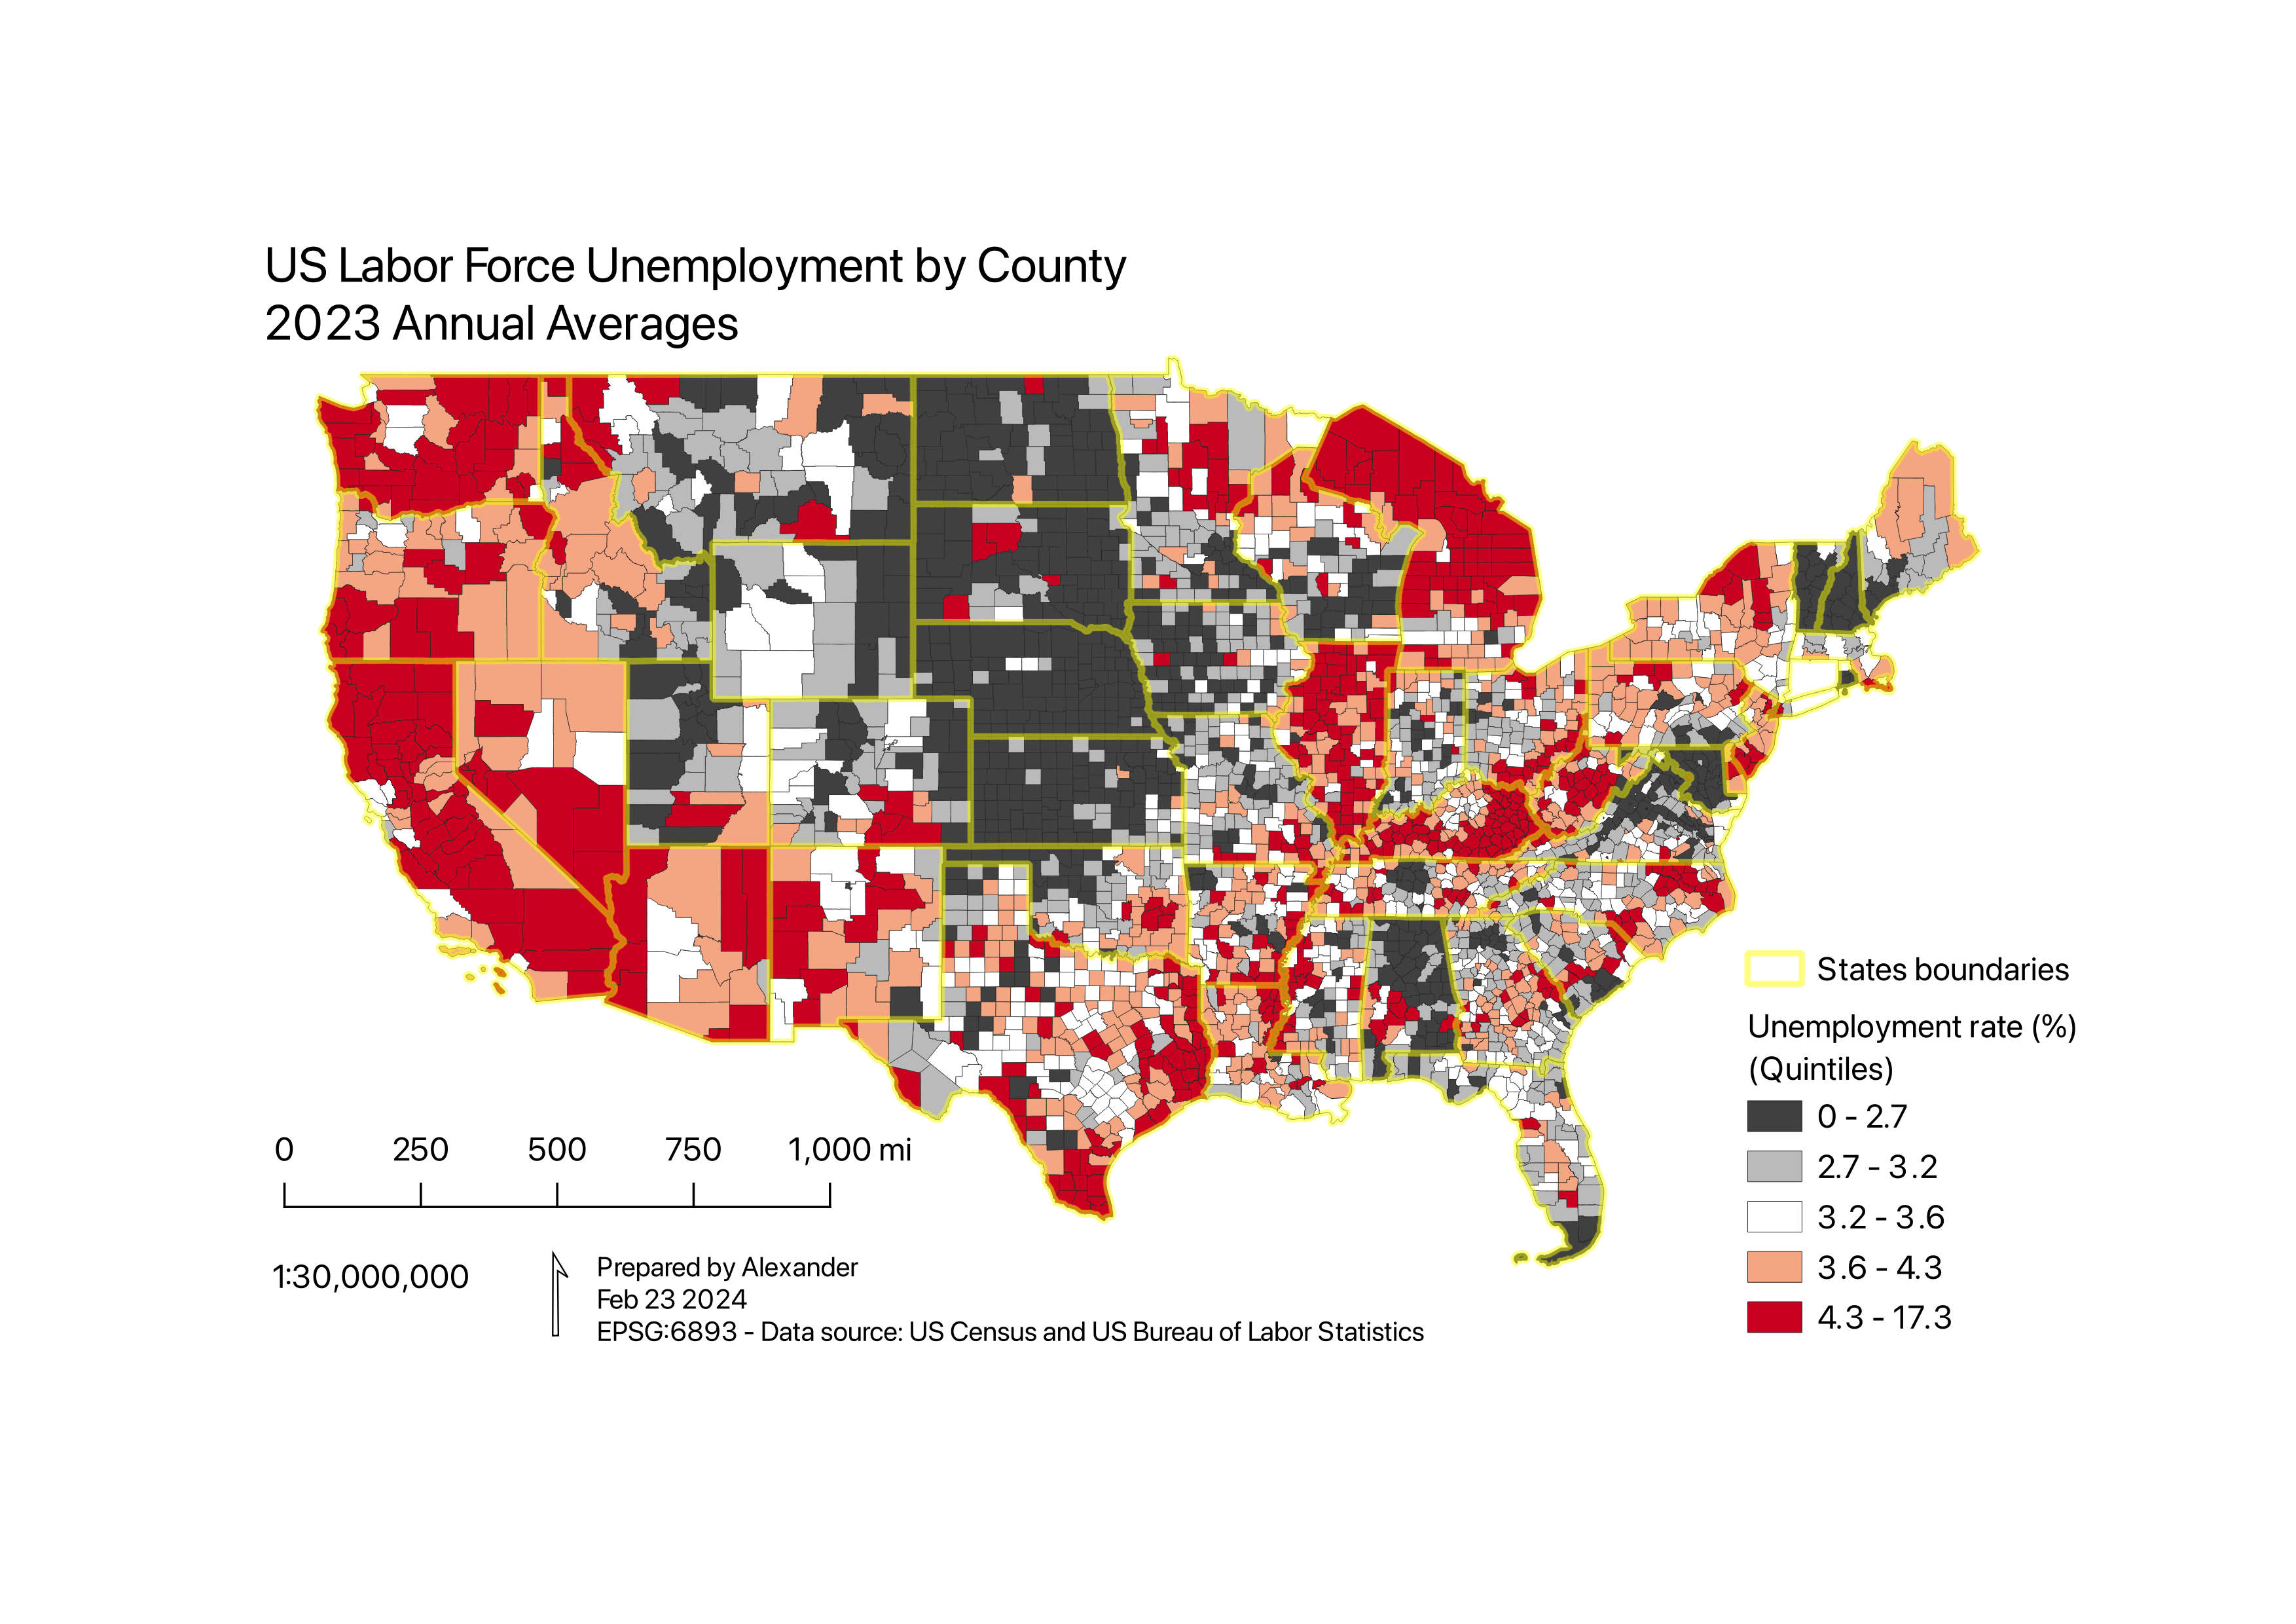 US Labor Force Unemployment by County
2023 Annual Averages
States boundaries
Unemployment rate (%)
(Quintiles)
0 - 2.7
2.7 - 3.2
3.2 - 3.6
3.6 - 4.3
4.3 - 17.3
0 250 500 750 1,000 mi
1:30,000,000
Prepared by Alexander
Feb 23 2024
EPSG:6893 - Data source: US Census and US Bureau of Labor Statistics